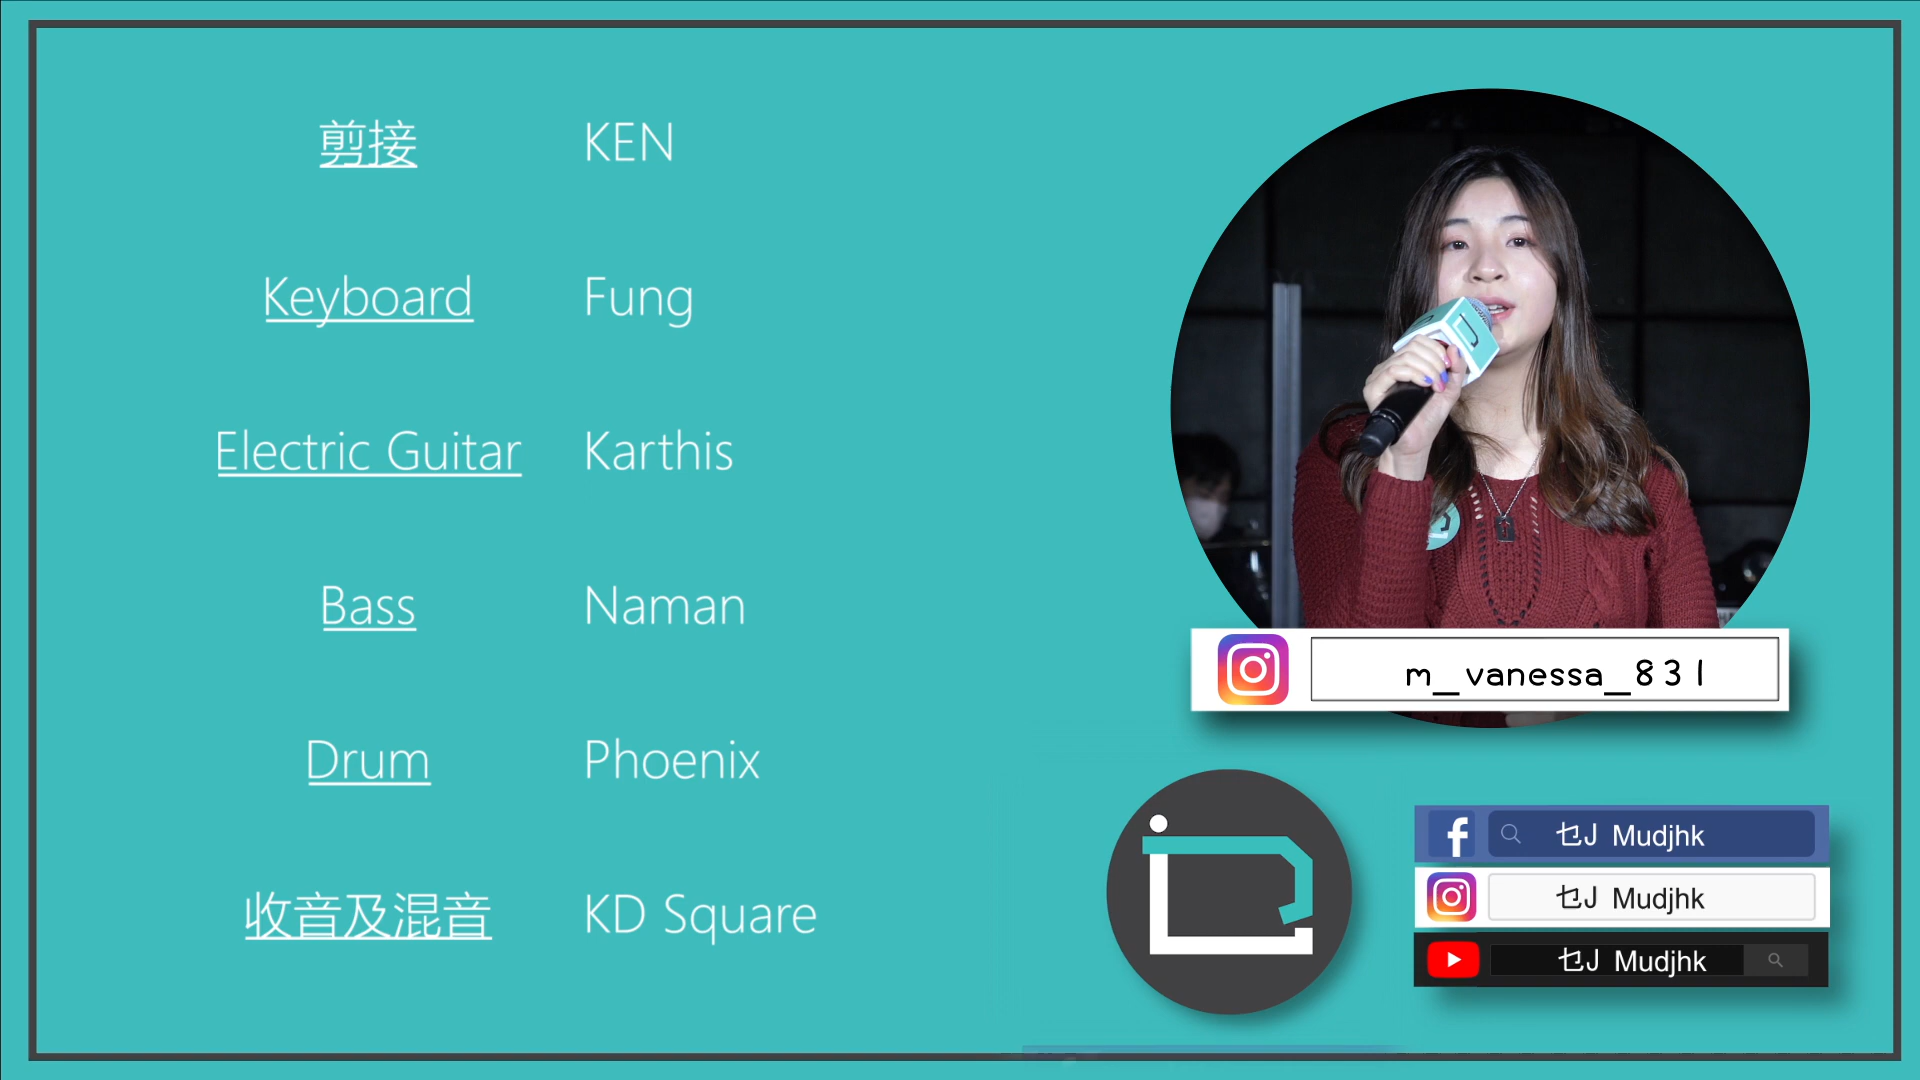 剪接 KEN
Keyboard Fung
Electric Guitar Karthis
Bass Naman
Drum Phoenix
收音及混音 KD Square
m_vanessa_831
乜J Mudjhk
乜J Mudjhk
乜J Mudjhk